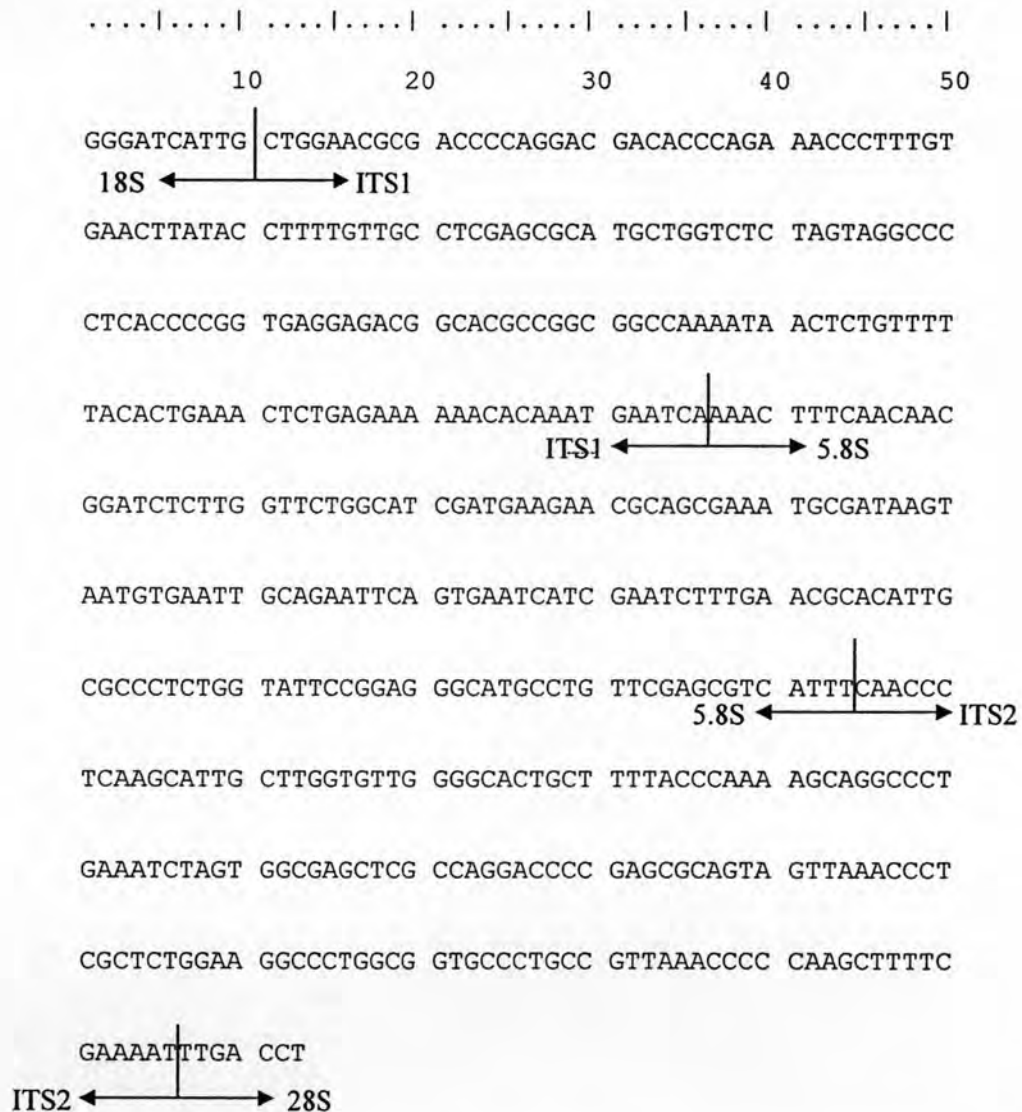 ....|....| ....|....| ....|....| ....|....| ....|....|
10 20 30 40 50
GGGATCATTG CTGGAACGCG ACCCCAGGAC GACACCCAGA AACCCTTTGT
18S ITS1
GAACTTATAC CTTTTGTTGC CTCGAGCGCA TGCTGGTCTC TAGTAGGCCC
CTCACCCCGG TGAGGAGACG GCACGCCGGC GGCCAAAATA ACTCTGTTTT
TACACTGAAA CTCTGAGAAA AAACACAAAT GAATCAAAAC TTTCAACAAC
ITS1 5.8S
GGATCTCTTG GTTCTGGCAT CGATGAAGAA CGCAGCGAAA TGCGATAAGT
AATGTGAATT GCAGAATTCA GTGAATCATC GAATCTTTGA ACGCACATTG
CGCCCTCTGG TATTCCGGAG GGCATGCCTG TTCGAGCGTC ATTTCAACCC
5.8S ITS2
TCAAGCATTG CTTGGTGTTG GGGCACTGCT TTTACCCAAA AGCAGGCCCT
GAAATCTAGT GGCGAGCTCG CCAGGACCCC GAGCGCAGTA GTTAAACCCT
CGCTCTGGAA GGCCCTGGCG GTGCCCTGCC GTTAAACCCC CAAGCTTTTC
GAAAATTTGA CCT
ITS2 28S